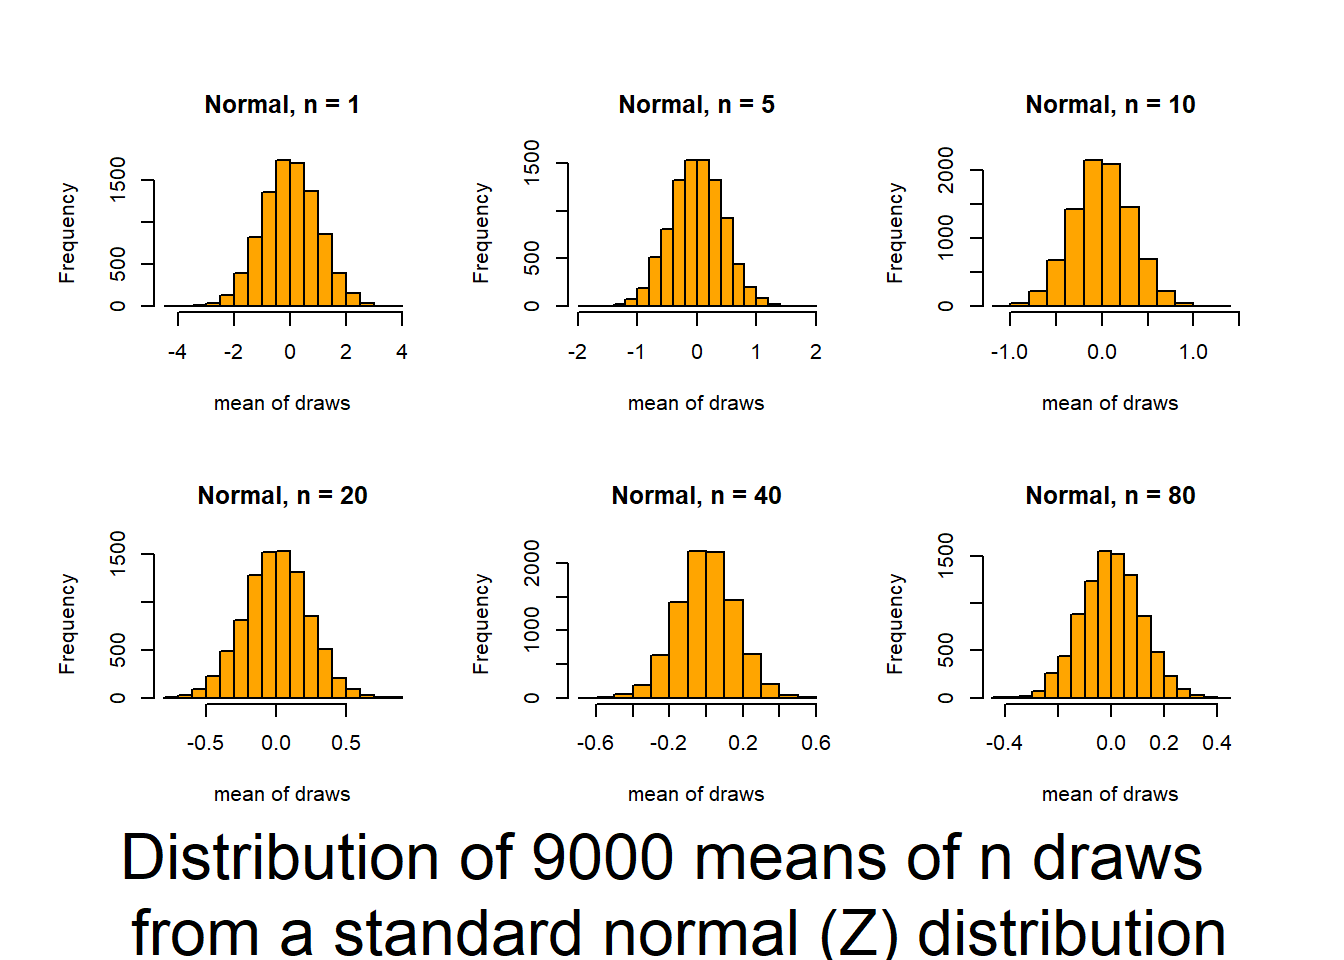 Normal, n = 1
Frequency
0 500 1500
-4 -2 0 2 4
mean of draws
Normal, n = 5
Frequency
0 500 1500
-2 -1 0 1 2
mean of draws
Normal, n = 10
Frequency
0 1000 2000
-1.0 0.0 1.0
mean of draws
Normal, n = 20
Frequency
0 500 1500
-0.5 0.0 0.5
mean of draws
Normal, n = 40
Frequency
0 1000 2000
-0.6 -0.2 0.2 0.6
mean of draws
Normal, n = 80
Frequency
0 500 1500
-0.4 0.0 0.2 0.4
mean of draws
Distribution of 9000 means of n draws
from a standard normal (Z) distribution